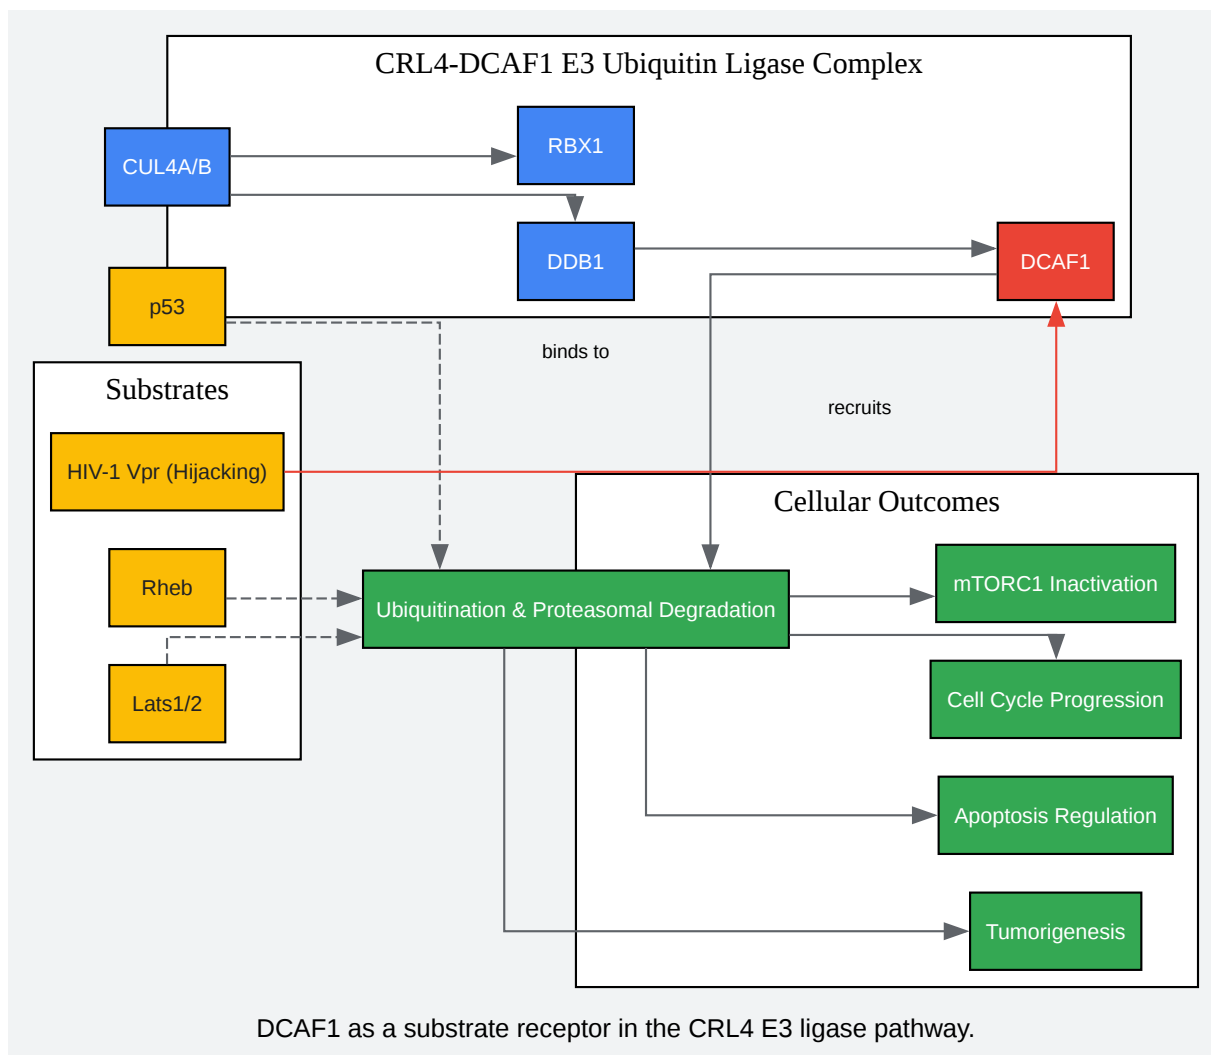 CRL4-DCAF1 E3 Ubiquitin Ligase Complex
RBX1
CUL4A/B
DDB1
DCAF1
p53
binds to
Substrates
recruits
HIV-1 Vpr (Hijacking)
Cellular Outcomes
Rheb
Ubiquitination & Proteasomal Degradation
mTORC1 Inactivation
Lats1/2
Cell Cycle Progression
Apoptosis Regulation
Tumorigenesis
DCAF1 as a substrate receptor in the CRL4 E3 ligase pathway.